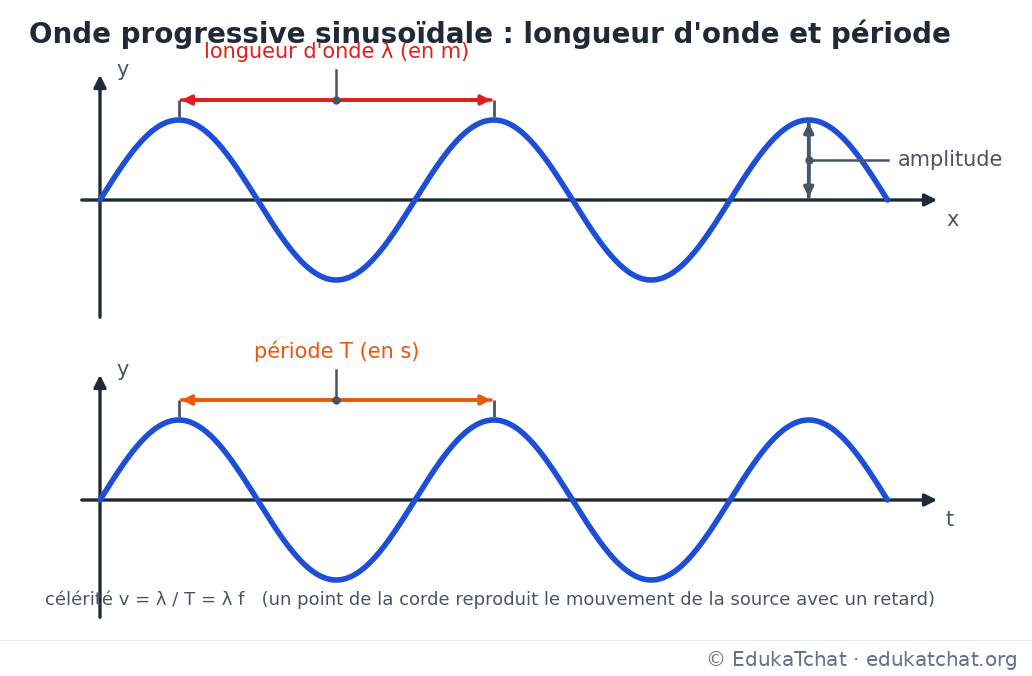 Onde progressive sinusoïdale : longueur d'onde et période
longueur d'onde λ (en m)
y
amplitude
x
période T (en s)
y
t
célérité v = λ / T = λ f (un point de la corde reproduit le mouvement de la source avec un retard)
© EdukaTchat · edukatchat.org